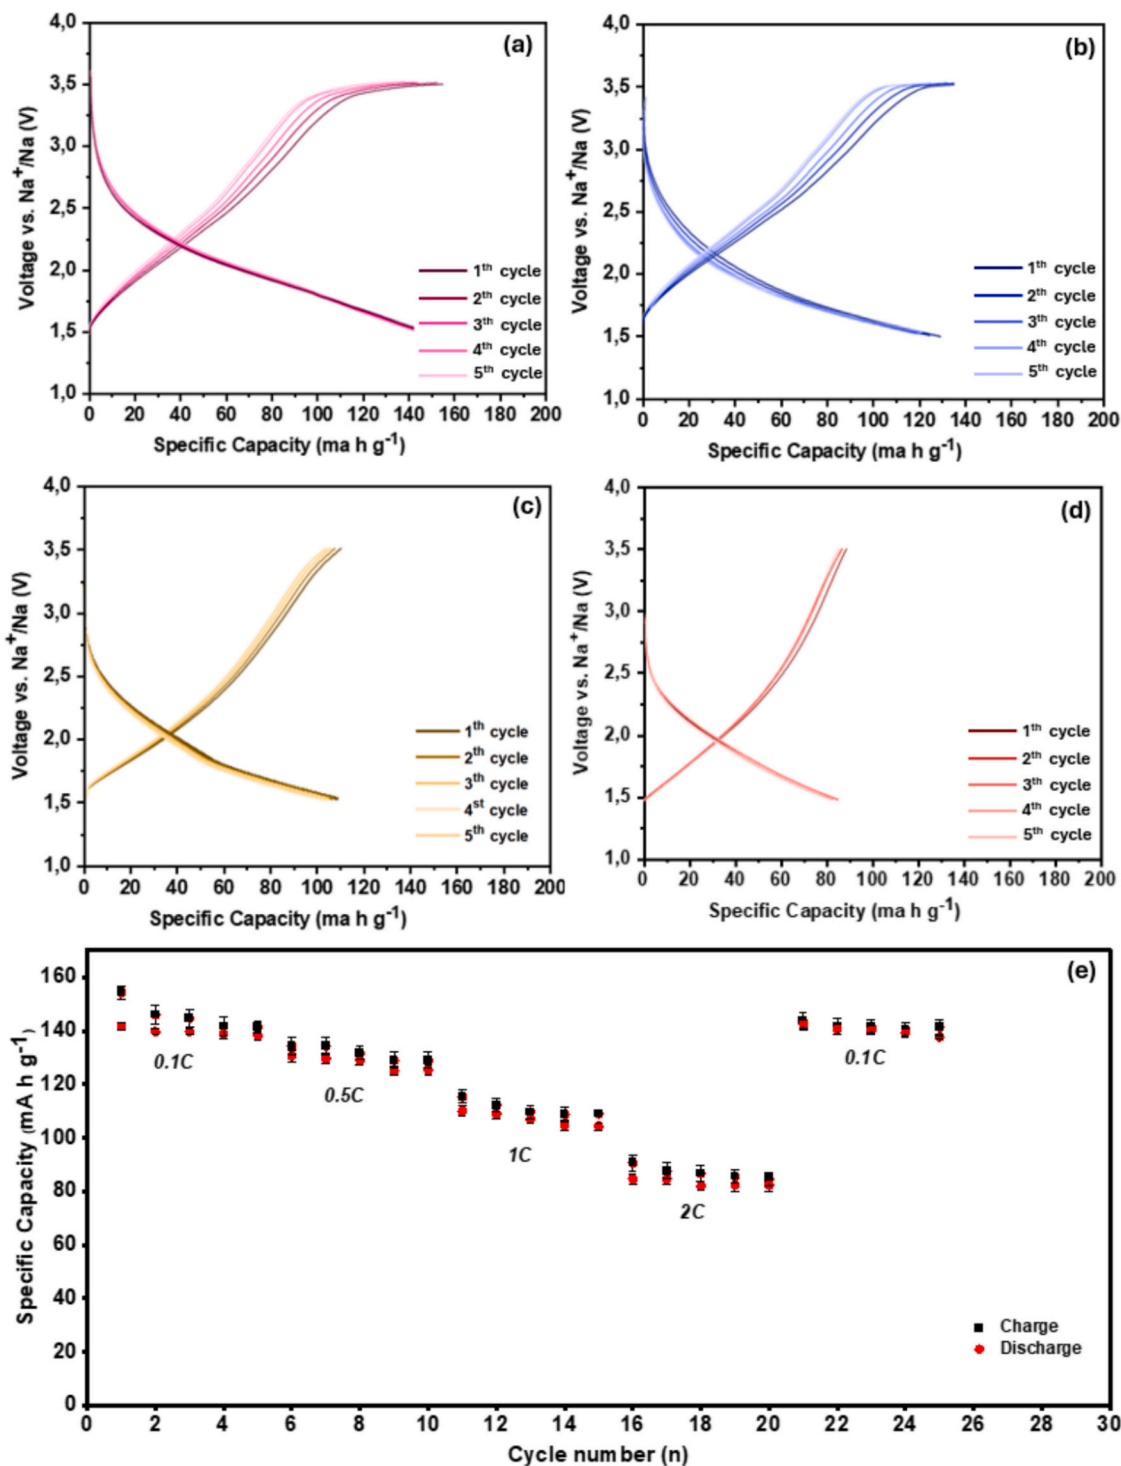 (a)
4,0
3,5
3,0
2,5
2,0
1,5
1,0
Voltage vs. Na⁺/Na (V)
1ᵗʰ cycle
2ᵗʰ cycle
3ᵗʰ cycle
4ᵗʰ cycle
5ᵗʰ cycle
0 20 40 60 80 100 120 140 160 180 200
Specific Capacity (ma h g⁻¹)
(b)
4,0
3,5
3,0
2,5
2,0
1,5
1,0
Voltage vs. Na⁺/Na (V)
1ᵗʰ cycle
2ᵗʰ cycle
3ᵗʰ cycle
4ᵗʰ cycle
5ᵗʰ cycle
0 20 40 60 80 100 120 140 160 180 200
Specific Capacity (ma h g⁻¹)
(c)
4,0
3,5
3,0
2,5
2,0
1,5
1,0
Voltage vs. Na⁺/Na (V)
1ᵗʰ cycle
2ᵗʰ cycle
3ᵗʰ cycle
4ˢᵗ cycle
5ᵗʰ cycle
0 20 40 60 80 100 120 140 160 180 200
Specific Capacity (ma h g⁻¹)
(d)
4,0
3,5
3,0
2,5
2,0
1,5
1,0
Voltage vs. Na⁺/Na (V)
1ᵗʰ cycle
2ᵗʰ cycle
3ᵗʰ cycle
4ᵗʰ cycle
5ᵗʰ cycle
0 20 40 60 80 100 120 140 160 180 200
Specific Capacity (ma h g⁻¹)
(e)
160
140
120
100
80
60
40
20
0
Specific Capacity (mA h g⁻¹)
0.1C
0.5C
1C
2C
0.1C
Charge
Discharge
0 2 4 6 8 10 12 14 16 18 20 22 24 26 28 30
Cycle number (n)